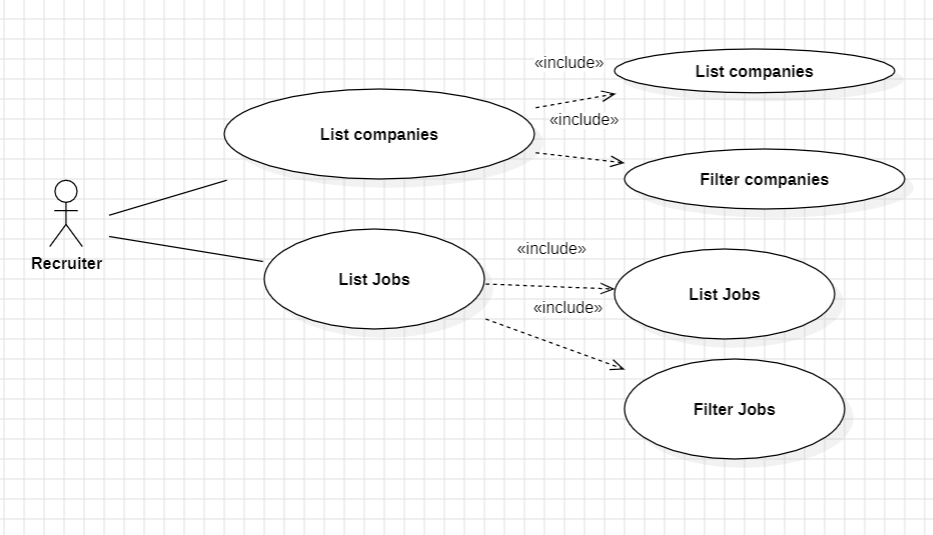 «include»
List companies
«include»
List companies
Filter companies
Recruiter
«include»
List Jobs
List Jobs
«include»
Filter Jobs